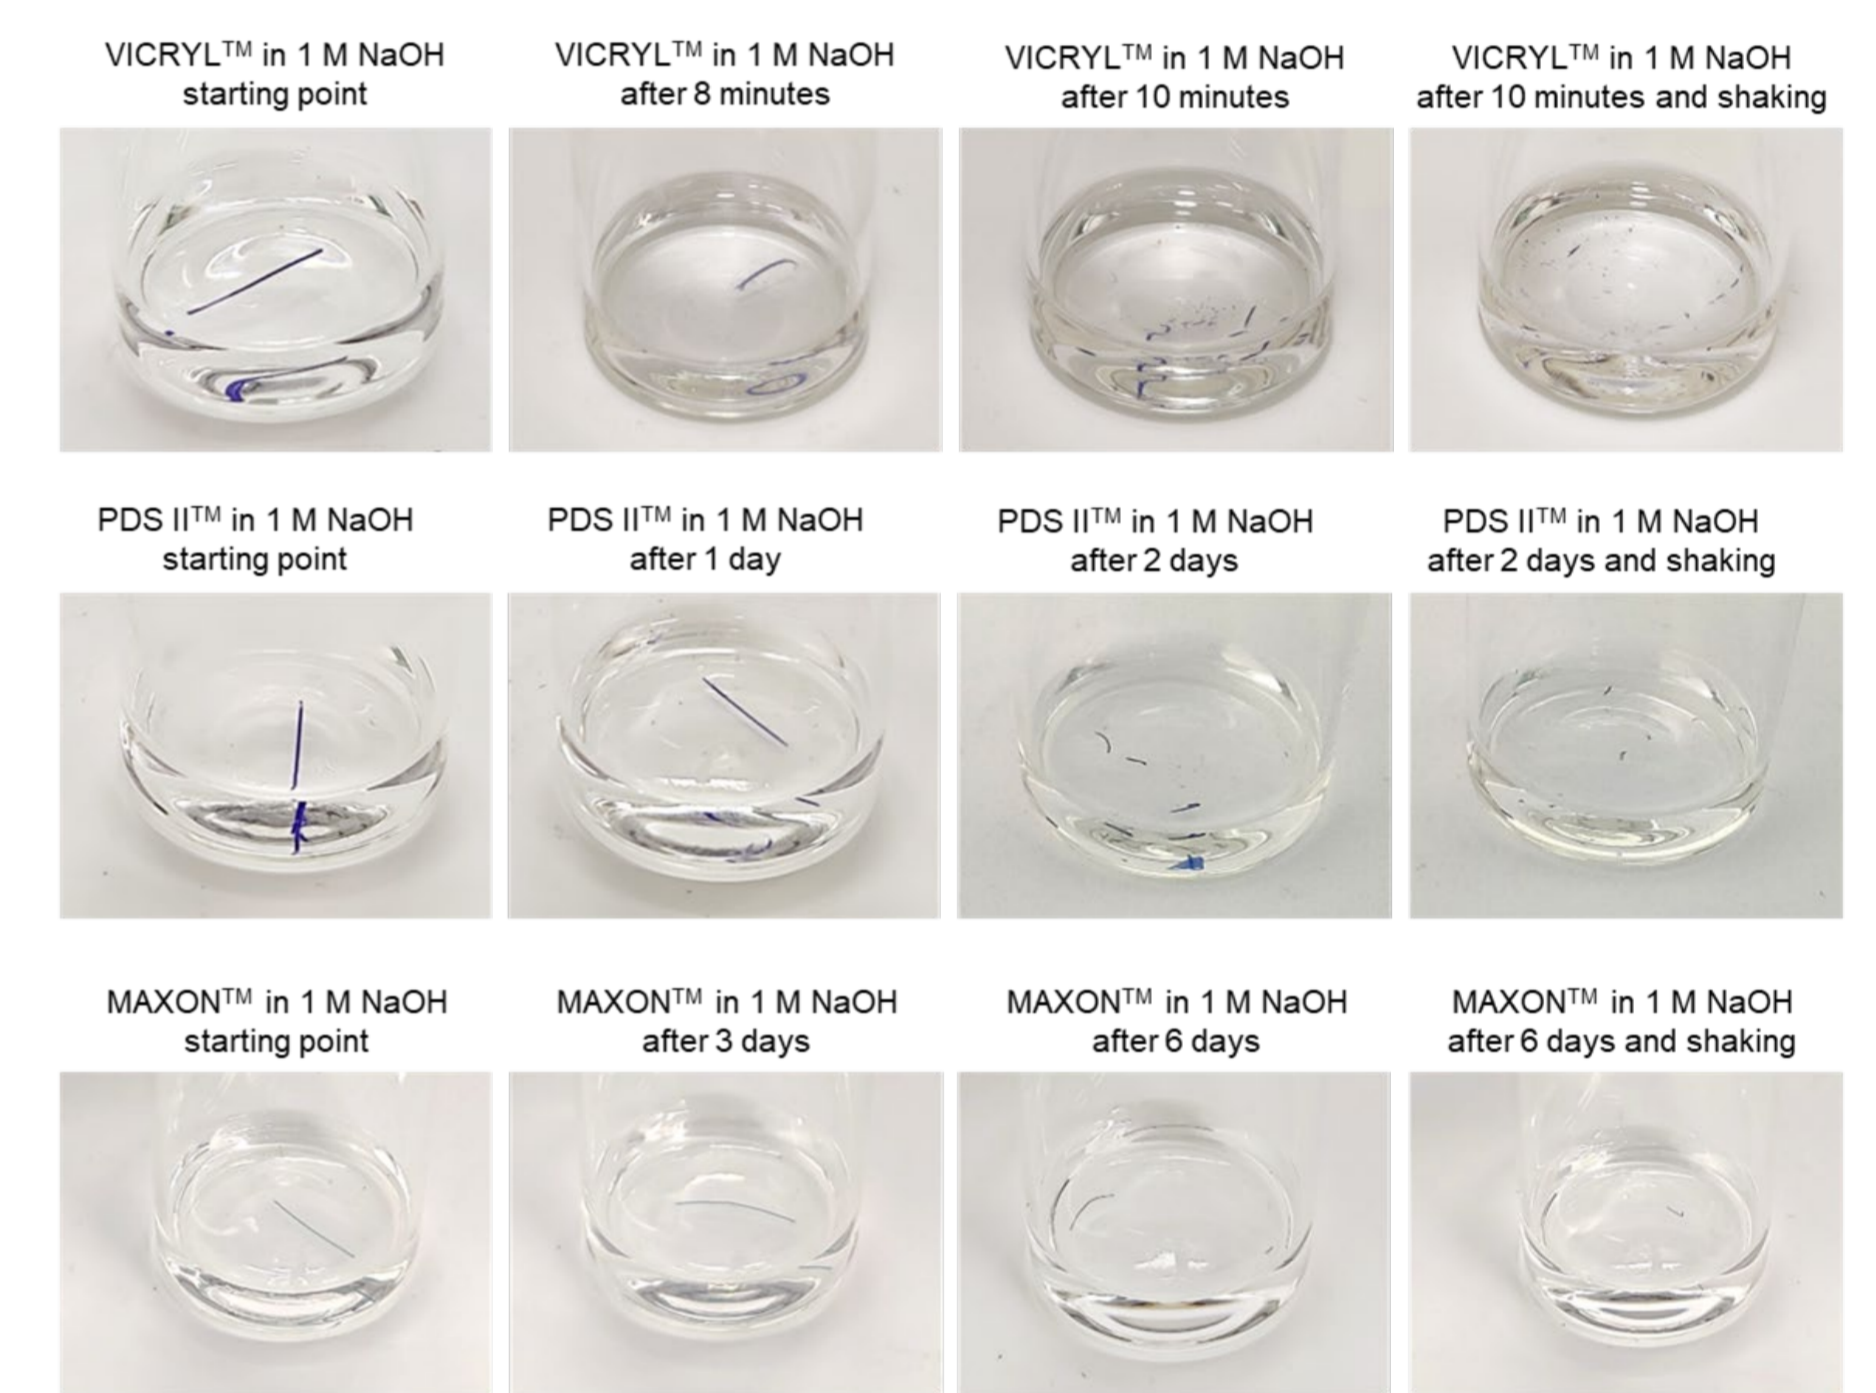 VICRYL™ in 1 M NaOH
starting point
VICRYL™ in 1 M NaOH
after 8 minutes
VICRYL™ in 1 M NaOH
after 10 minutes
VICRYL™ in 1 M NaOH
after 10 minutes and shaking
PDS II™ in 1 M NaOH
starting point
PDS II™ in 1 M NaOH
after 1 day
PDS II™ in 1 M NaOH
after 2 days
PDS II™ in 1 M NaOH
after 2 days and shaking
MAXON™ in 1 M NaOH
starting point
MAXON™ in 1 M NaOH
after 3 days
MAXON™ in 1 M NaOH
after 6 days
MAXON™ in 1 M NaOH
after 6 days and shaking